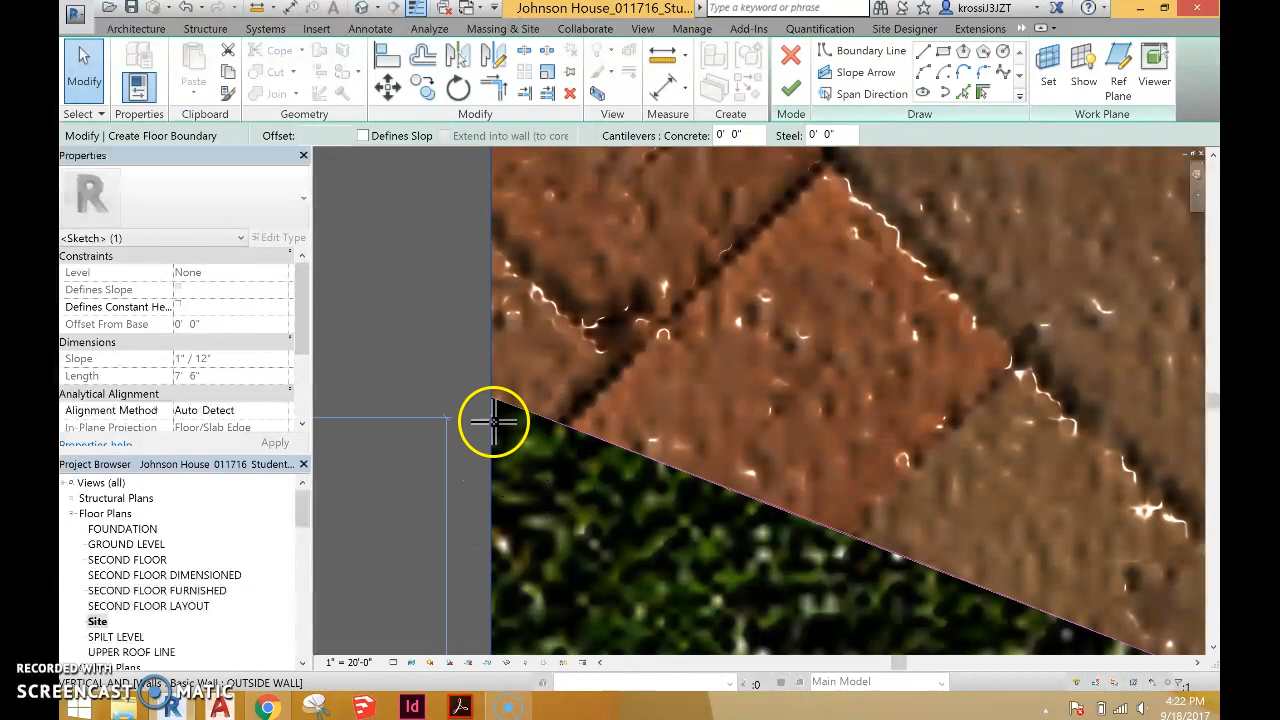 Johnson House_011716_Stud...
Type a keyword or phrase
krossiJ3JZT
Architecture Structure Systems Insert Annotate Analyze Massing & Site Collaborate View Manage Add-Ins Quantification Site Designer Extensions
Modify
Paste
Cope
Cut
Join
Boundary Line
Slope Arrow
Span Direction
Set Show Ref Plane Viewer
Select Properties Clipboard Geometry Modify View Measure Create Mode Draw Work Plane
Modify | Create Floor Boundary Offset: Defines Slop Extend into wall (to core Cantilevers: Concrete: 0' 0" Steel: 0' 0"
Properties
R
<Sketch> (1) Edit Type
Constraints
Level None
Defines Slope
Defines Constant He...
Offset From Base 0' 0"
Dimensions
Slope 1" / 12"
Length 7' 6"
Analytical Alignment
Alignment Method Auto Detect
In-Plane Projection Floor/Slab Edge
Properties help Apply
Project Browser Johnson House 011716 Student...
Views (all)
Structural Plans
Floor Plans
FOUNDATION
GROUND LEVEL
SECOND FLOOR
SECOND FLOOR DIMENSIONED
SECOND FLOOR FURNISHED
SECOND FLOOR LAYOUT
Site
SPILT LEVEL
UPPER ROOF LINE
1" = 20'-0"
RECORDED WITH
SCREENCAST MATIC
VERTICAL AND [Walls : Basic Wall : OUTSIDE WALL]
:0
Main Model
:1
4:22 PM
9/18/2017